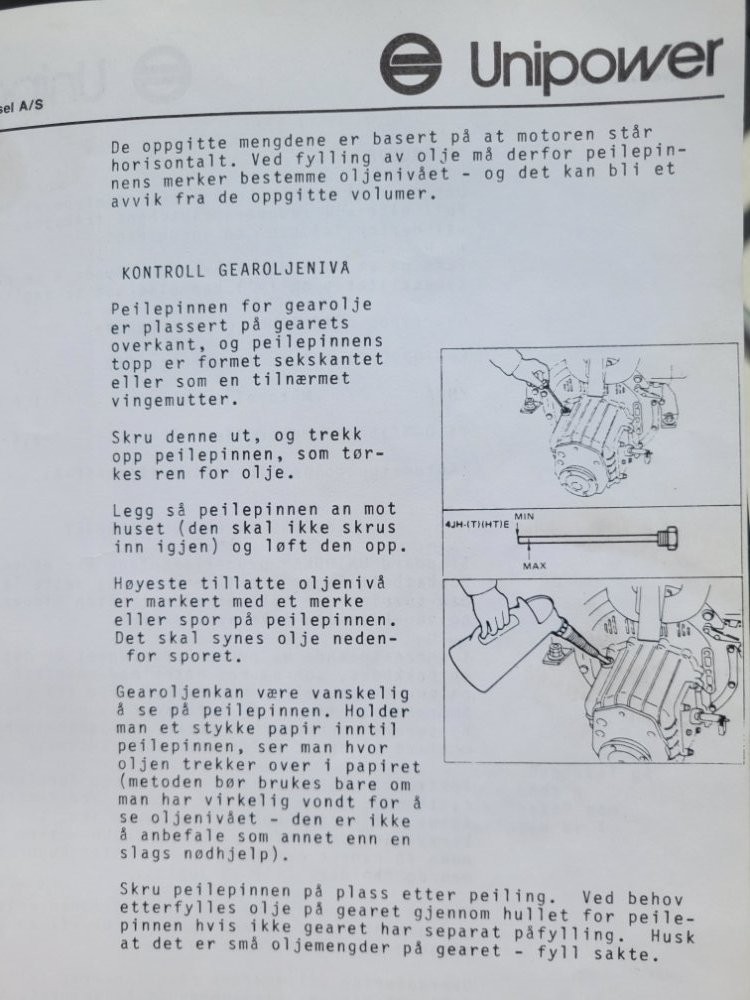 Unipower
sel A/S
De oppgitte mengdene er basert på at motoren står
horisontalt. Ved fylling av olje må derfor peilepin-
nens merker bestemme oljenivået - og det kan bli et
avvik fra de oppgitte volumer.
KONTROLL GEAROLJENIVÅ
Peilepinnen for gearolje
er plassert på gearets
overkant, og peilepinnens
topp er formet sekskantet
eller som en tilnærmet
vingemutter.
Skru denne ut, og trekk
opp peilepinnen, som tør-
kes ren for olje.
Legg så peilepinnen an mot
huset (den skal ikke skrus
inn igjen) og løft den opp.
Høyeste tillatte oljenivå
er markert med et merke
eller spor på peilepinnen.
Det skal synes olje neden-
for sporet.
Gearoljenkan være vanskelig
å se på peilepinnen. Holder
man et stykke papir inntil
peilepinnen, ser man hvor
oljen trekker over i papiret
(metoden bør brukes bare om
man har virkelig vondt for å
se oljenivået - den er ikke
å anbefale som annet enn en
slags nødhjelp).
4JH-(T)(HT)E
MIN
MAX
Skru peilepinnen på plass etter peiling. Ved behov
etterfylles olje på gearet gjennom hullet for peile-
pinnen hvis ikke gearet har separat påfylling. Husk
at det er små oljemengder på gearet - fyll sakte.